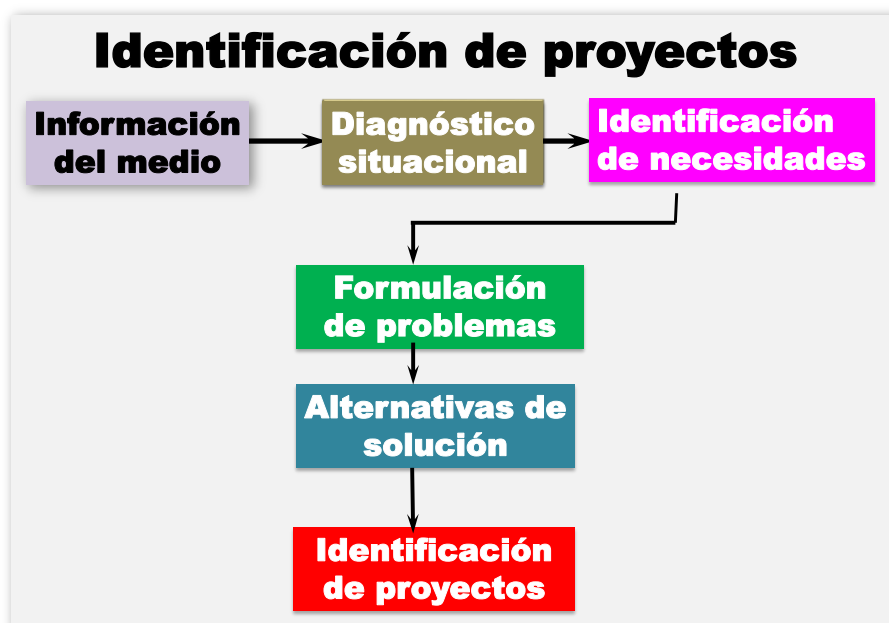 Identificación de proyectos
Información
del medio
Diagnóstico
situacional
Identificación
de necesidades
Formulación
de problemas
Alternativas de
solución
Identificación
de proyectos